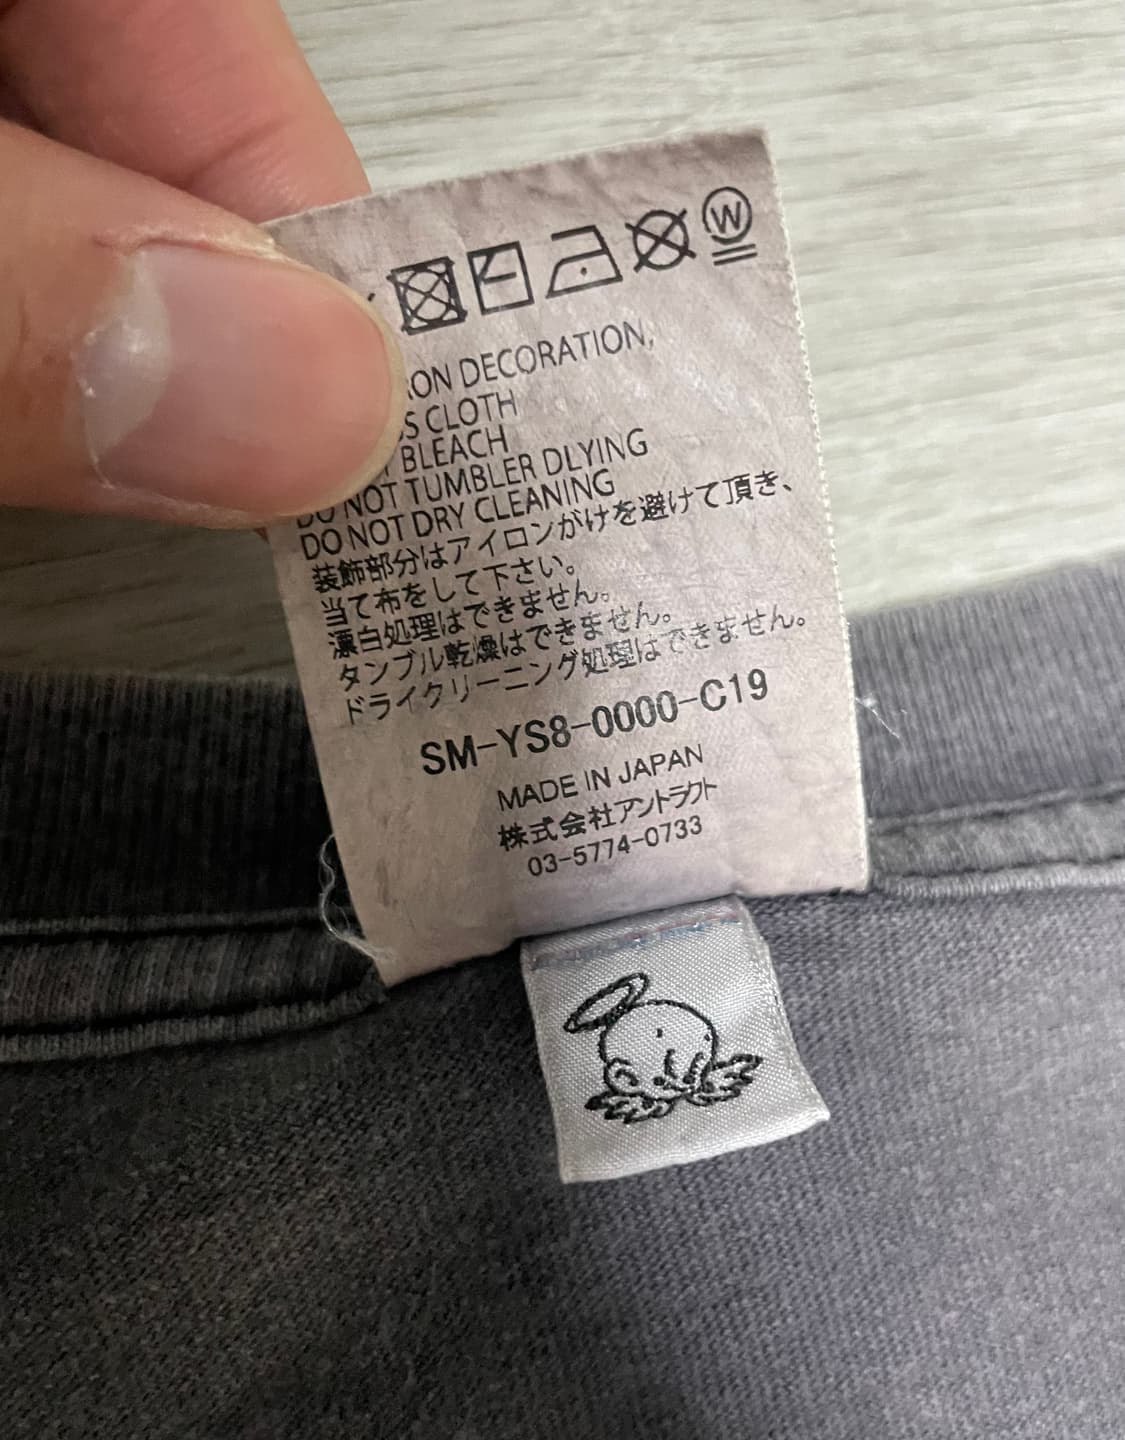 W
DECORATION,
CLOTH
BLEACH
DO NOT TUMBLER DLYING
DO NOT DRY CLEANING
装飾部分はアイロンがけを避けて頂き、
当て布をして下さい。
漂白処理はできません。
タンブル乾燥はできません。
ドライクリーニング処理はできません。
SM-YS8-0000-C19
MADE IN JAPAN
株式会社アントラクト
03-5774-0733